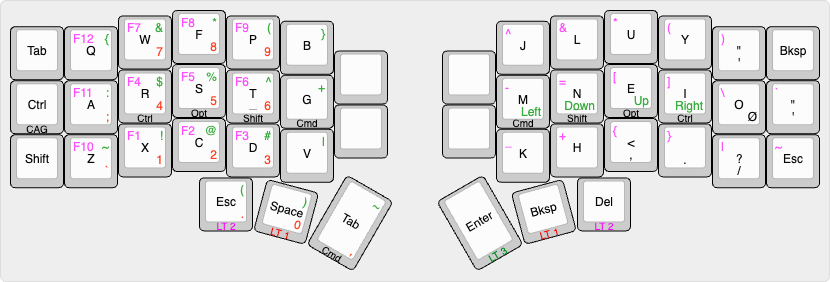 Tab
F12 {
Q
F7 &
W
7
F8 *
F
8
F9 (
P
9
}
B
^
J
&
L
*
U
(
Y
)
"
'
Bksp
Ctrl
CAG
F11 :
A
;
F4 $
R
4
Ctrl
F5 %
S
5
Opt
F6 ^
T
_ 6
Shift
+
G
Cmd
-
M
Left
Cmd
=
N
Down
Shift
[
E
Up
Opt
]
I
Right
Ctrl
\
O
Ø
`
"
'
Shift
F10 ~
Z
`
F1 !
X
1
F2 @
C
2
F3 #
D
3
|
V
_
K
+
H
{
<
,
}
.
|
?
/
~
Esc
(
Esc
.
LT 2
)
Space
0
LT 1
~
Tab
Cmd
Enter
LT 3
Bksp
LT 1
Del
LT 2